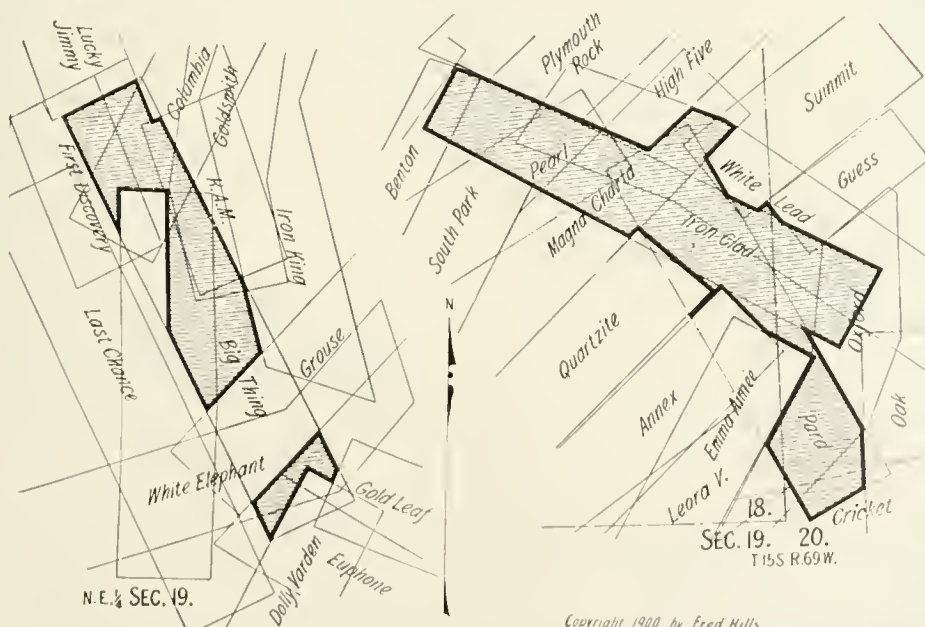 Lucky
Jimmy
Columbia
Goldsmith
First Discovery
K.A.M.
Iron King
Last Chance
Big
Thing
Grouse
White Elephant
Gold Leaf
Dolly Varden
Euphone
N.E.¼ SEC. 19.
N
Plymouth
Rock
High Five
Summit
Benton
Pearl
White
Lead
Guess
South Park
Magna Charta
Iron Clad
Oxford
Quartzite
Annex
Emma Aimee
Pard
Oak
Leora V.
18.
Cricket
SEC. 19. 20.
T 15 S R. 69 W.
Copyright 1900 by Fred Hills